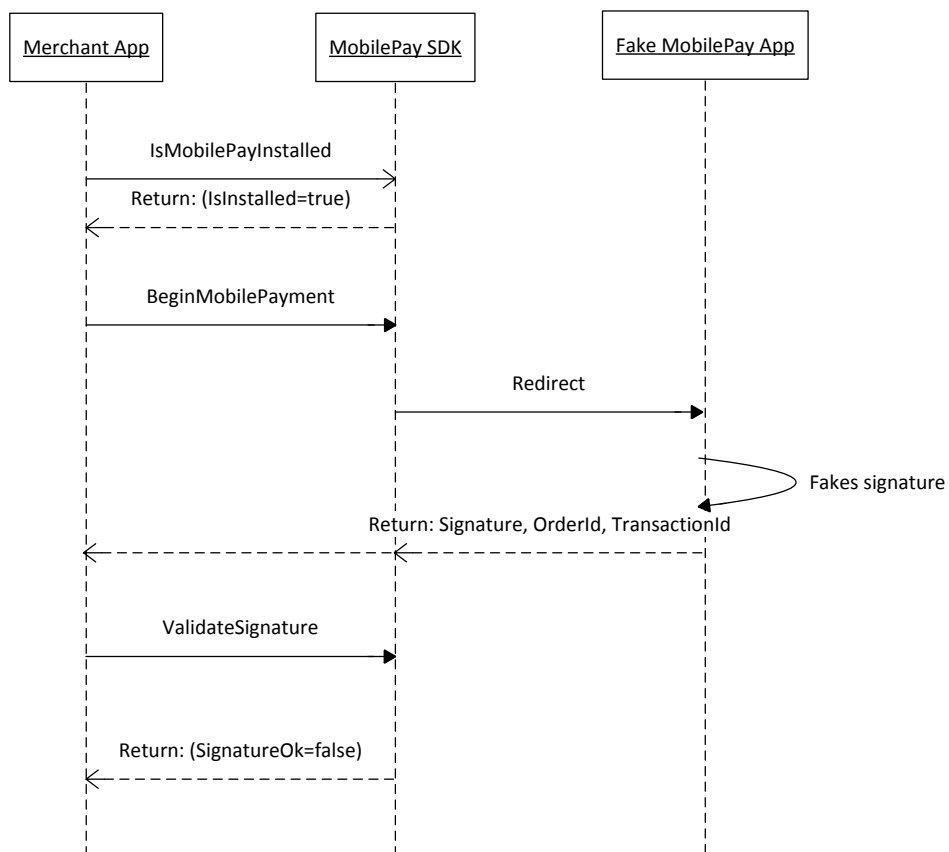 Merchant App
MobilePay SDK
Fake MobilePay App
IsMobilePayInstalled
Return: (IsInstalled=true)
BeginMobilePayment
Redirect
Fakes signature
Return: Signature, OrderId, TransactionId
ValidateSignature
Return: (SignatureOk=false)